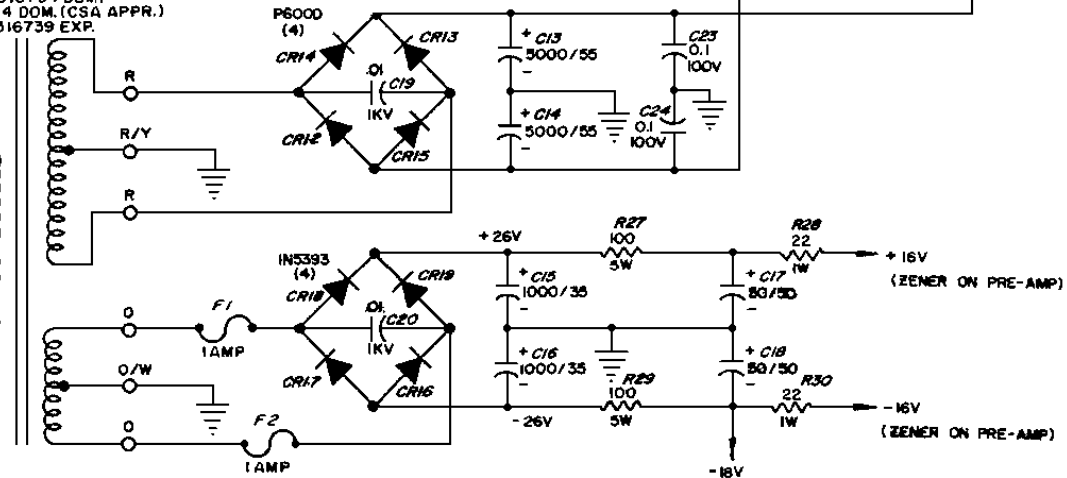 4 DOM. (CSA APPR.)
316739 EXP.
P600D
(4)
CR14
CR13
.01
C19
1KV
CR12
CR15
+ C13
5000/55
-
+ C14
5000/55
-
C23
0.1
100V
C24
0.1
100V
R
R/Y
R
+26V
1N5393
(4)
CR18
CR19
.01
C20
1KV
CR17
CR16
+ C15
1000/35
-
+ C16
1000/35
-
R27
100
5W
R28
22
1W
+16V
(ZENER ON PRE-AMP)
+ C17
50/50
-
+ C18
50/50
-
R29
100
5W
R30
22
1W
-16V
(ZENER ON PRE-AMP)
-26V
-18V
O
F1
1 AMP
O/W
O
F2
1 AMP